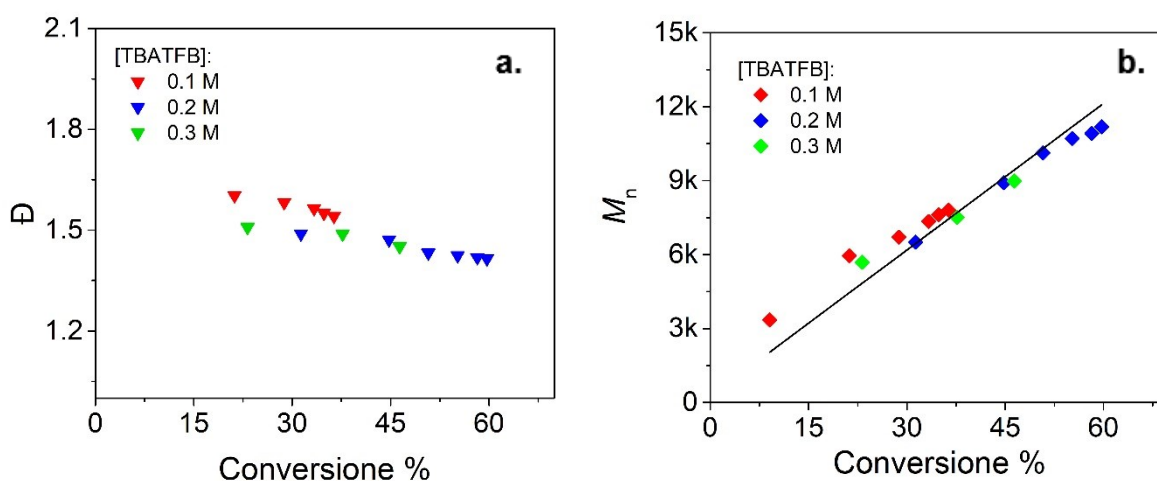 2.1
1.8
1.5
1.2
Đ
[TBATFB]:
0.1 M
0.2 M
0.3 M
a.
0
15
30
45
60
Conversione %
15k
12k
9k
6k
3k
0
Mn
[TBATFB]:
0.1 M
0.2 M
0.3 M
b.
0
15
30
45
60
Conversione %